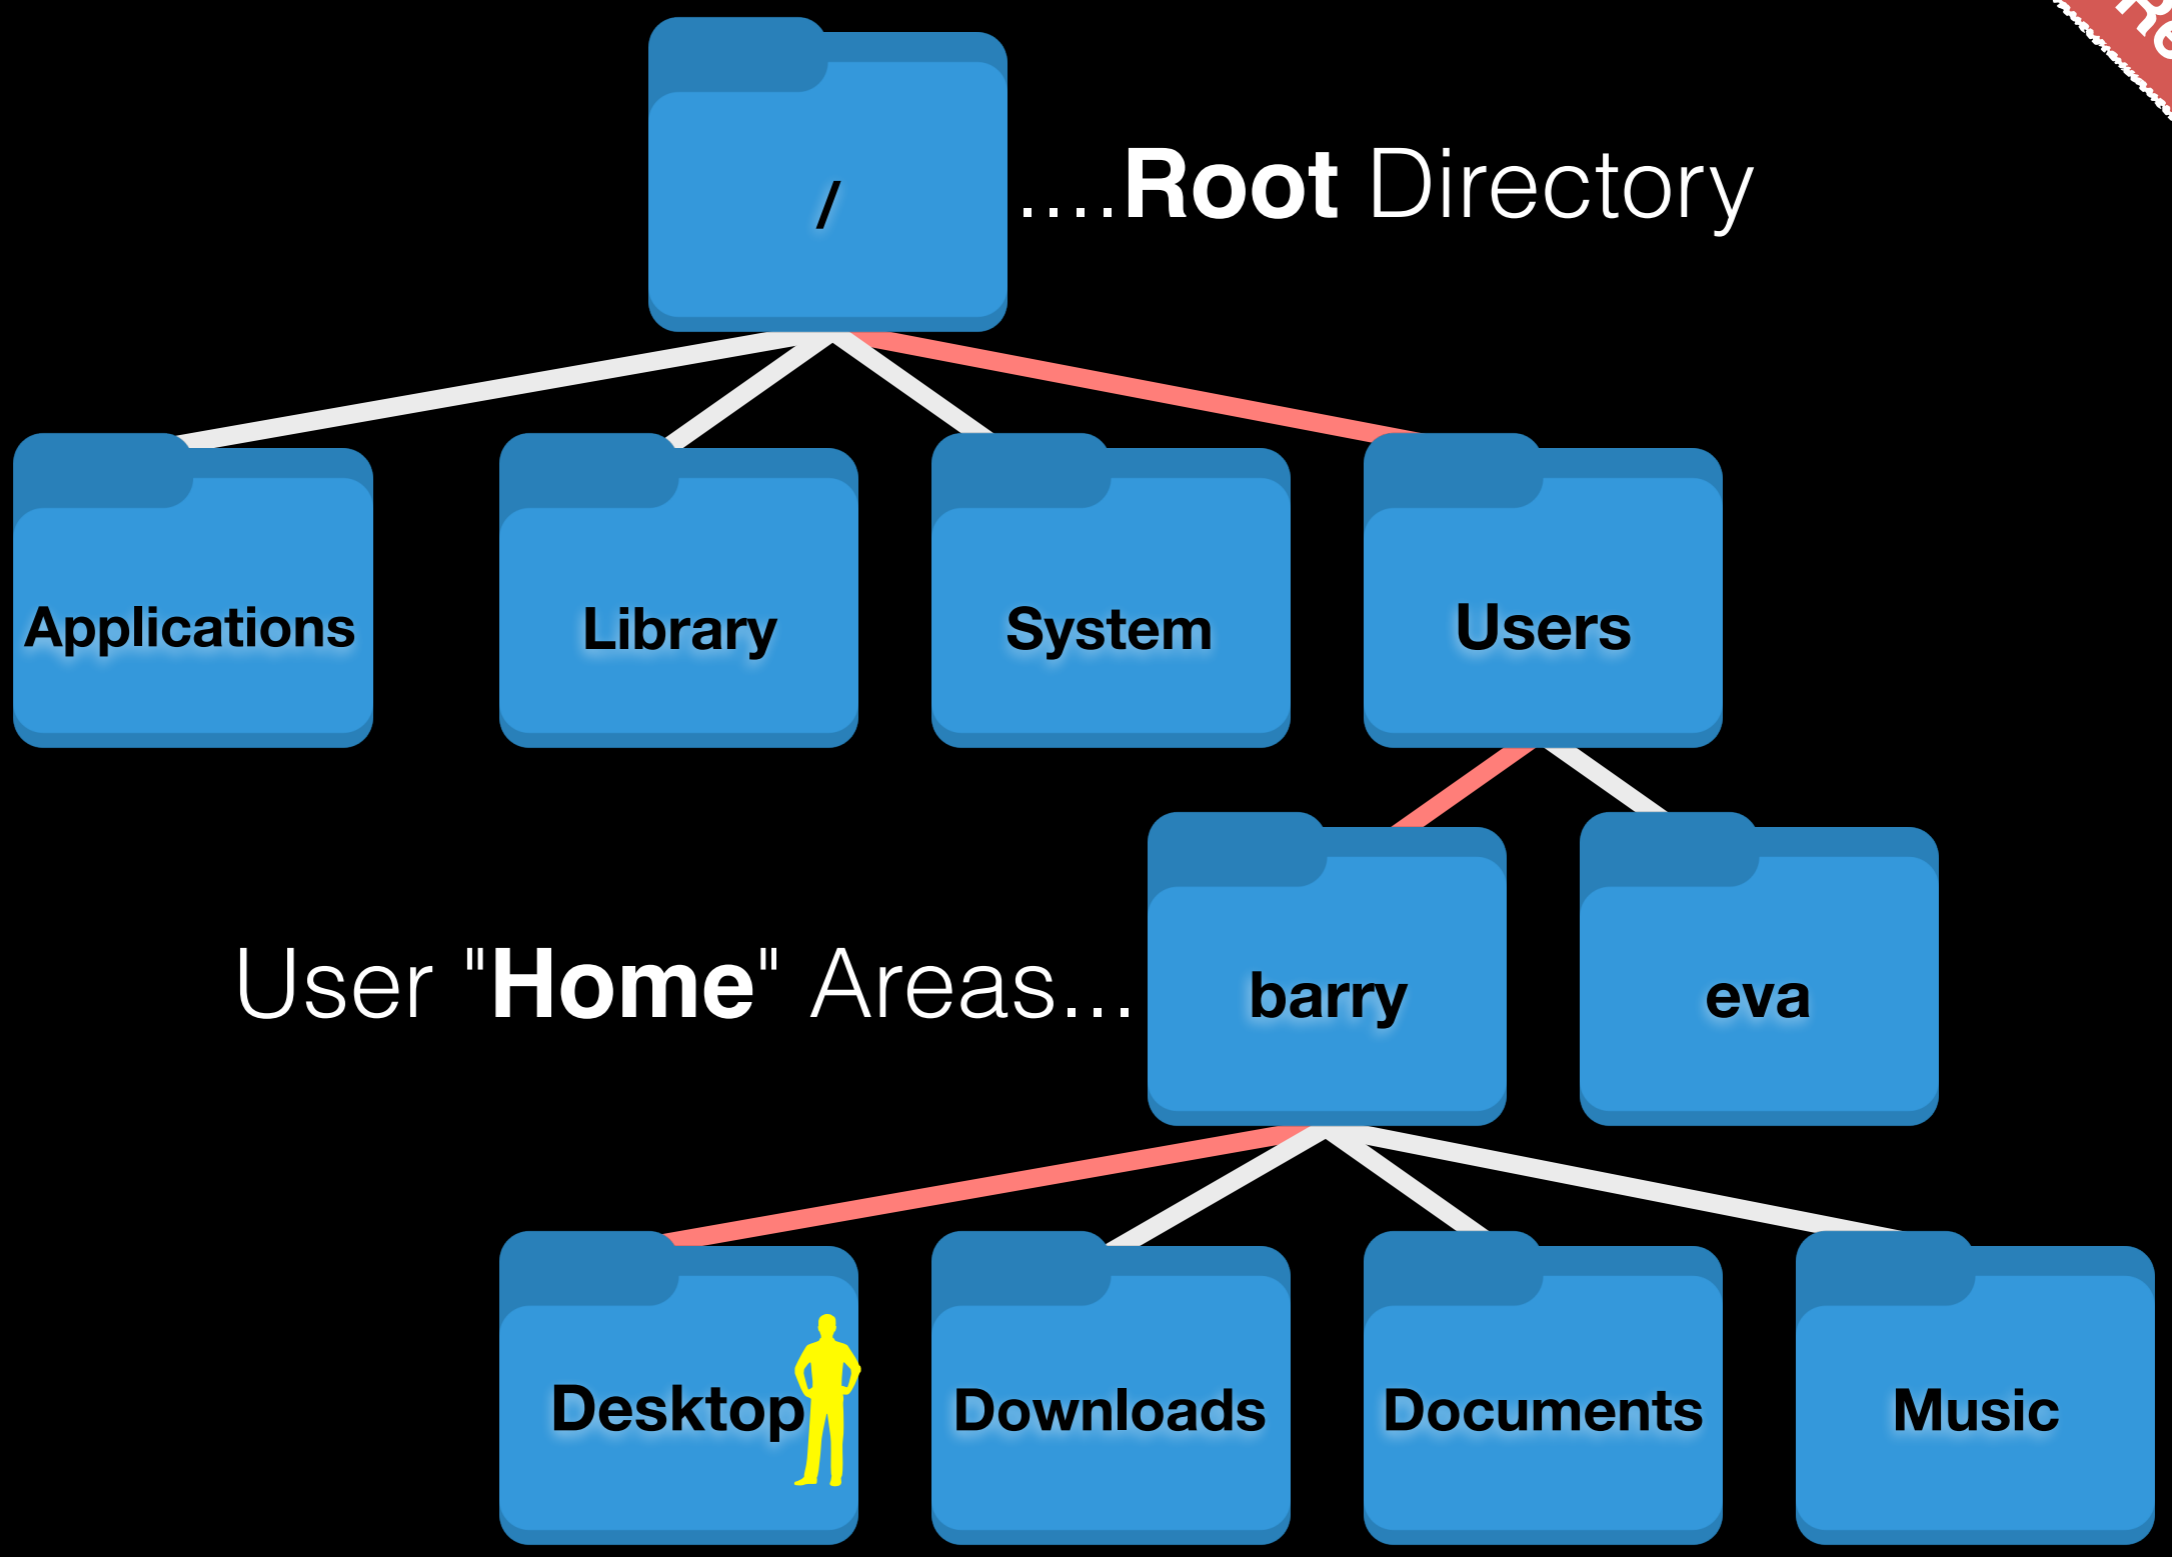 /
....Root Directory
Applications
Library
System
Users
User "Home" Areas...
barry
eva
Desktop
Downloads
Documents
Music